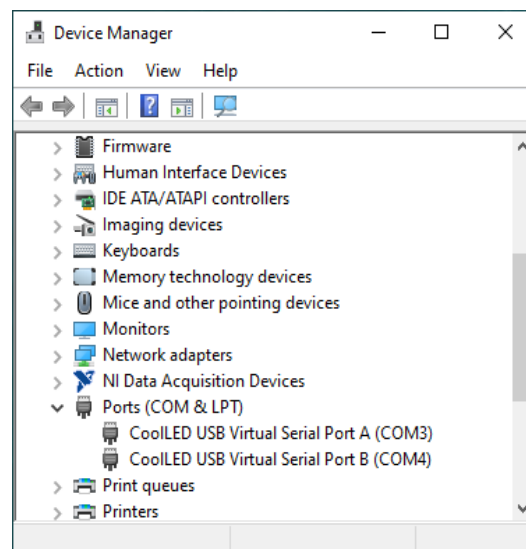 Device Manager
File Action View Help
Firmware
Human Interface Devices
IDE ATA/ATAPI controllers
Imaging devices
Keyboards
Memory technology devices
Mice and other pointing devices
Monitors
Network adapters
NI Data Acquisition Devices
Ports (COM & LPT)
CoolLED USB Virtual Serial Port A (COM3)
CoolLED USB Virtual Serial Port B (COM4)
Print queues
Printers